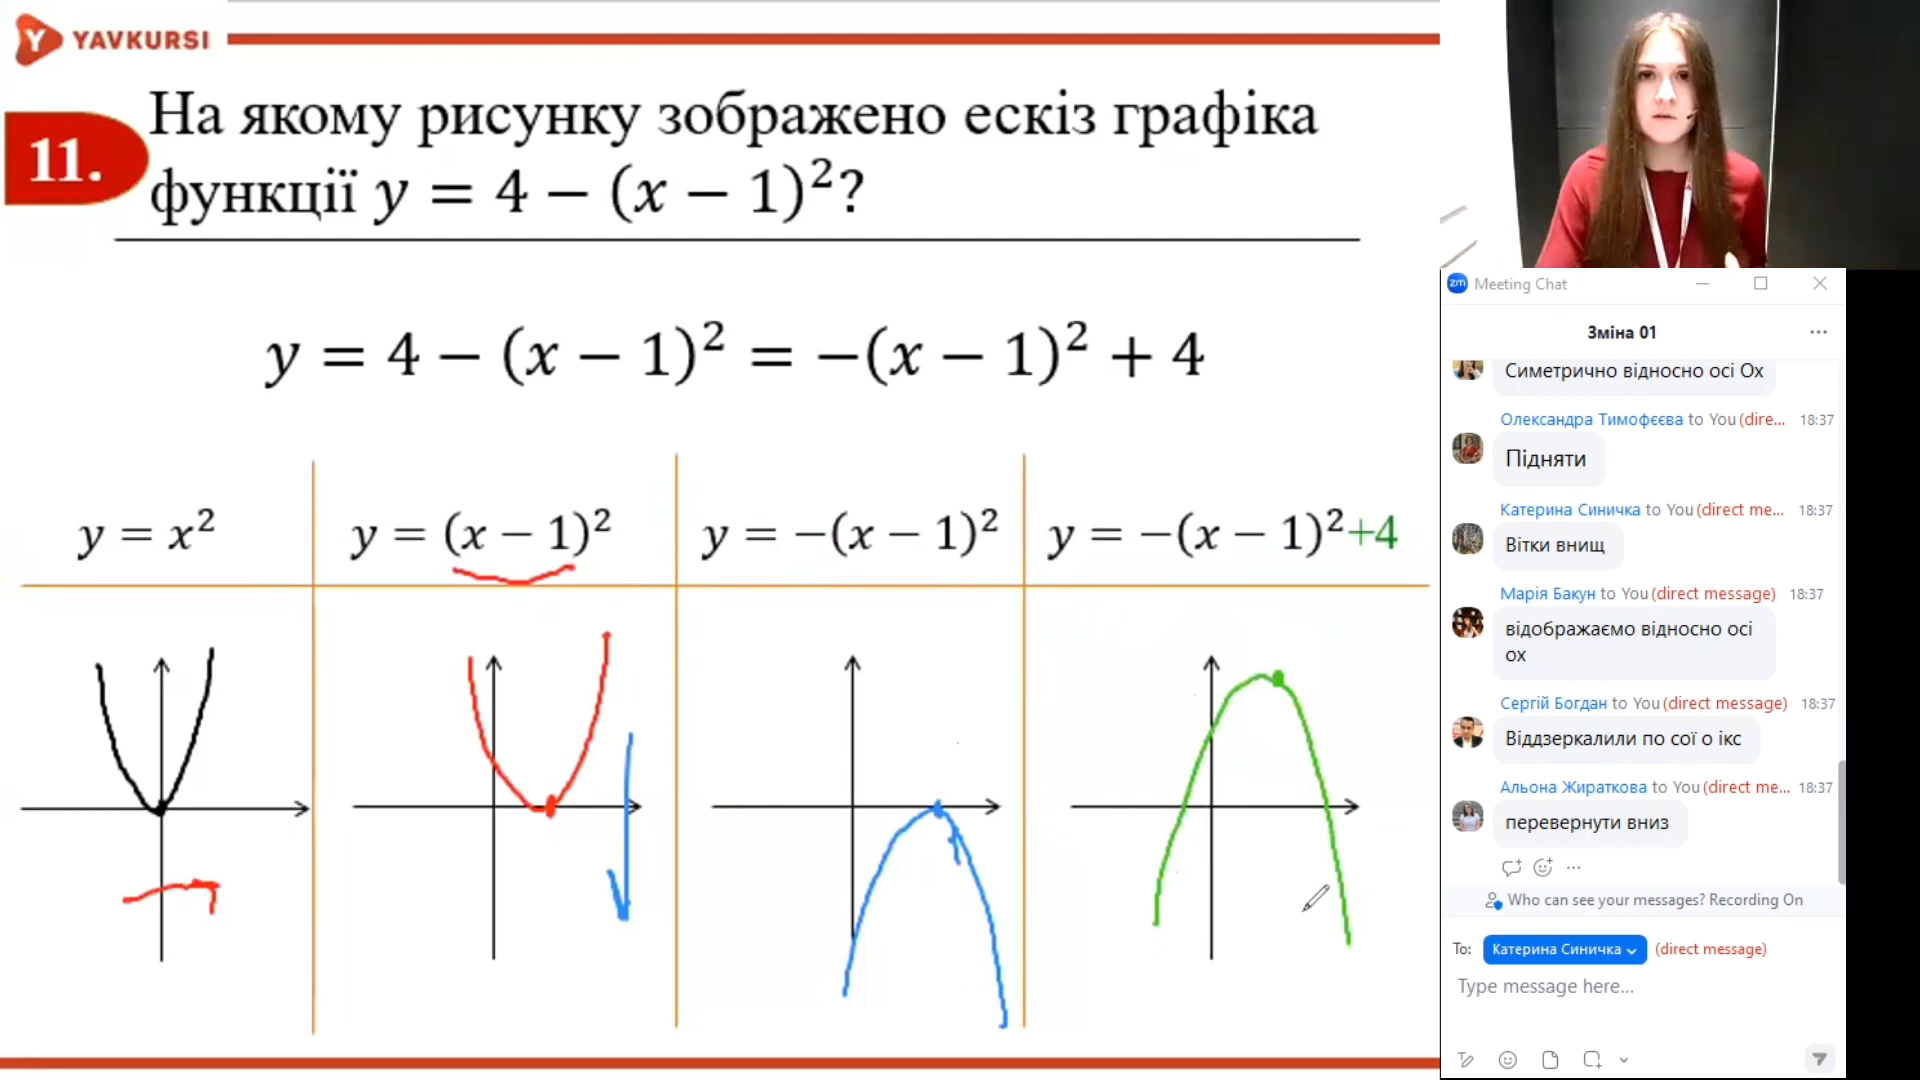 YAVKURSI
11.
На якому рисунку зображено ескіз графіка
функції y = 4 − (x − 1)²?
y = 4 − (x − 1)² = −(x − 1)² + 4
y = x²
y = (x − 1)²
y = −(x − 1)²
y = −(x − 1)²+4
zm Meeting Chat
Зміна 01
Симетрично відносно осі Ох
Олександра Тимофєєва to You (dire... 18:37
Підняти
Катерина Синичка to You (direct me... 18:37
Вітки внищ
Марія Бакун to You (direct message) 18:37
відображаємо відносно осі
ох
Сергій Богдан to You (direct message) 18:37
Віддзеркалили по сої о ікс
Альона Жираткова to You (direct me... 18:37
перевернути вниз
Who can see your messages? Recording On
To: Катерина Синичка (direct message)
Type message here...